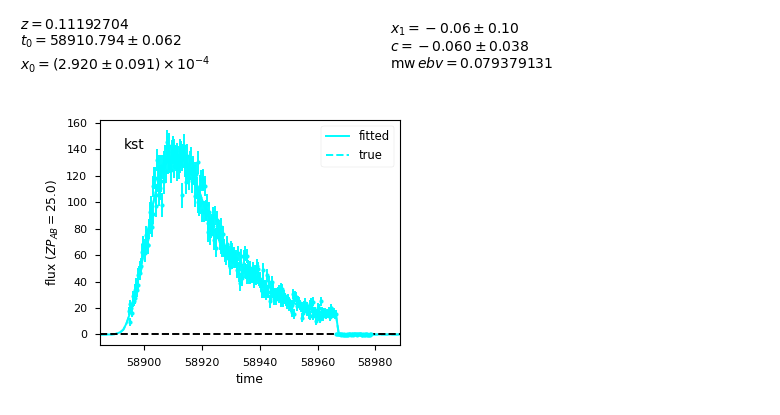 z = 0.11192704
t₀ = 58910.794 ± 0.062
x₀ = (2.920 ± 0.091) × 10⁻⁴
x₁ = −0.06 ± 0.10
c = −0.060 ± 0.038
mw ebv = 0.079379131
kst
fitted
true
160
140
120
100
80
60
40
20
0
flux (ZP_AB = 25.0)
58900 58920 58940 58960 58980
time